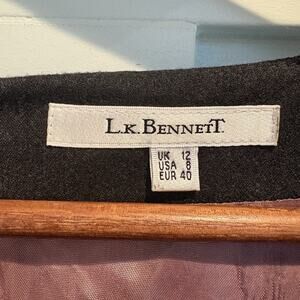 L.K. BENNETT
UK 12
USA 8
EUR 40